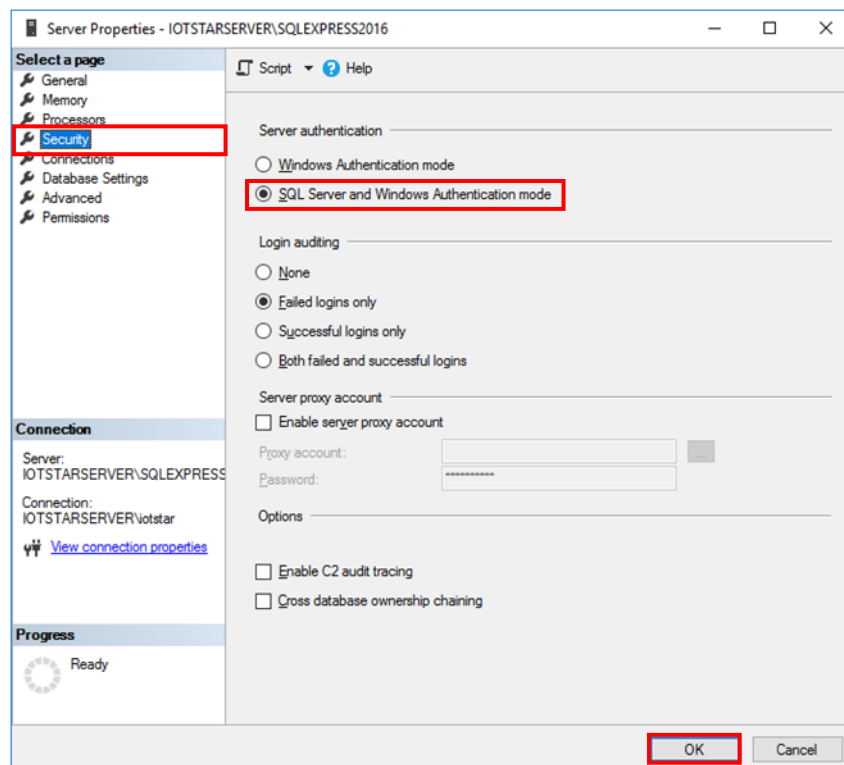 Server Properties - IOTSTARSERVER\SQLEXPRESS2016
Select a page
General
Memory
Processors
Security
Connections
Database Settings
Advanced
Permissions
Script
Help
Server authentication
Windows Authentication mode
SQL Server and Windows Authentication mode
Login auditing
None
Failed logins only
Successful logins only
Both failed and successful logins
Server proxy account
Enable server proxy account
Proxy account:
...
Password:
**********
Options
Enable C2 audit tracing
Cross database ownership chaining
Connection
Server:
IOTSTARSERVER\SQLEXPRESS
Connection:
IOTSTARSERVER\iotstar
View connection properties
Progress
Ready
OK
Cancel